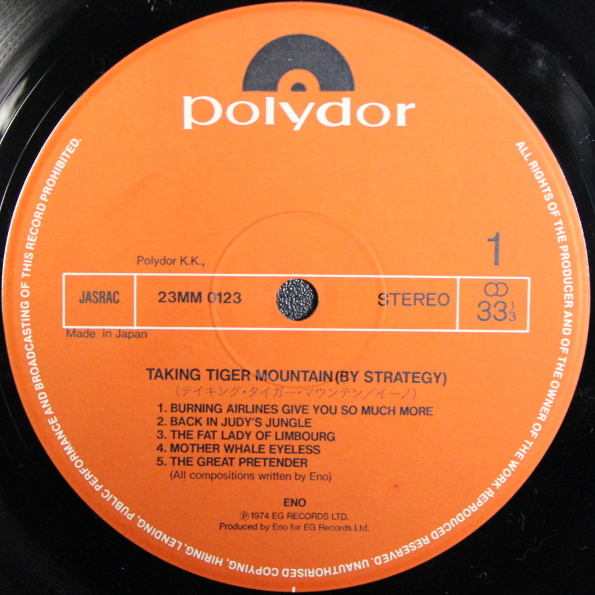 polydor
ALL RIGHTS OF THE PRODUCER AND OF THE OWNER OF THE WORK REPRODUCED RESERVED. UNAUTHORISED COPYING, HIRING, LENDING, PUBLIC PERFORMANCE AND BROADCASTING OF THIS RECORD PROHIBITED.
1
Polydor K.K.,
JASRAC 23MM 0123 STEREO 33 1/3
Made in Japan
TAKING TIGER MOUNTAIN(BY STRATEGY)
(テイキング・タイガー・マウンテン/イーノ)
1. BURNING AIRLINES GIVE YOU SO MUCH MORE
2. BACK IN JUDY'S JUNGLE
3. THE FAT LADY OF LIMBOURG
4. MOTHER WHALE EYELESS
5. THE GREAT PRETENDER
(All compositions written by Eno)
ENO
Ⓟ 1974 EG RECORDS LTD.
Produced by Eno for EG Records Ltd.